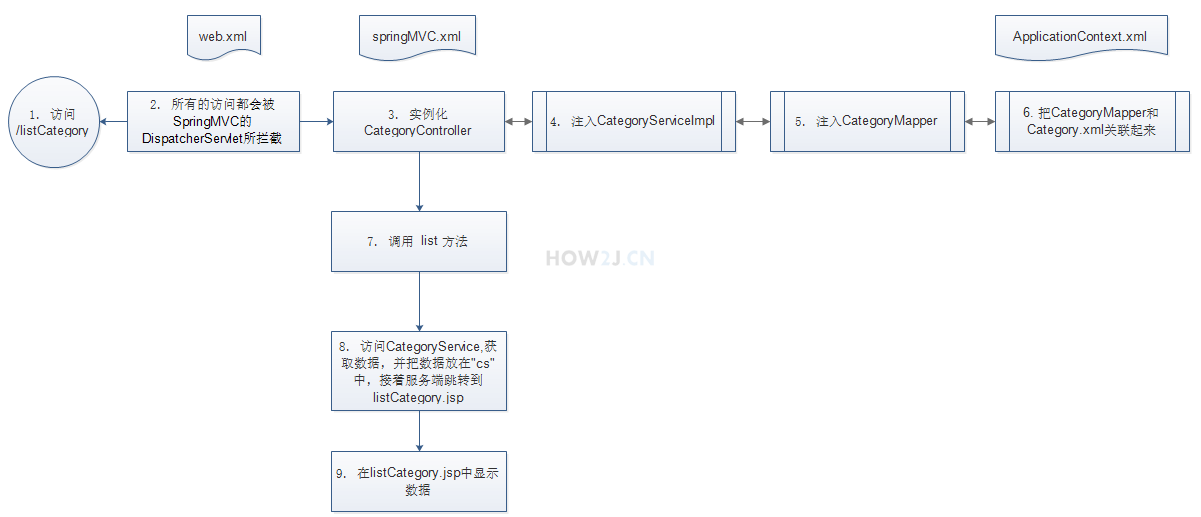 web.xml
springMVC.xml
ApplicationContext.xml
1. 访问
/listCategory
2. 所有的访问都会被
SpringMVC的
DispatcherServlet所拦截
3. 实例化
CategoryController
4. 注入CategoryServiceImpl
5. 注入CategoryMapper
6. 把CategoryMapper和
Category.xml关联起来
7. 调用 list 方法
HOW2J.CN
8. 访问CategoryService,获
取数据，并把数据放在"cs"
中，接着服务端跳转到
listCategory.jsp
9. 在listCategory.jsp中显示
数据